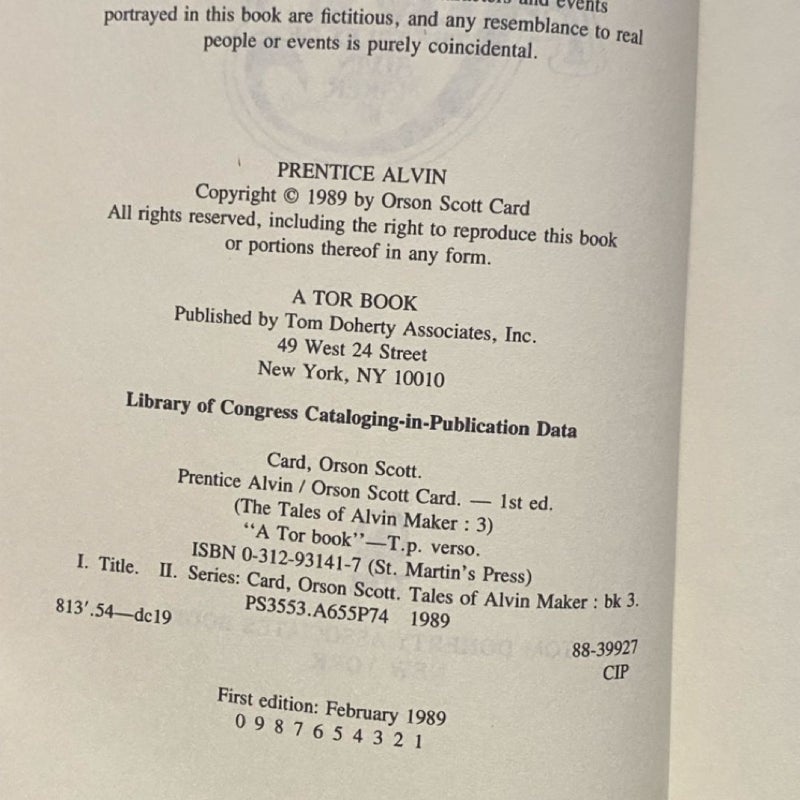 and events
portrayed in this book are fictitious, and any resemblance to real
people or events is purely coincidental.
PRENTICE ALVIN
Copyright © 1989 by Orson Scott Card
All rights reserved, including the right to reproduce this book
or portions thereof in any form.
A TOR BOOK
Published by Tom Doherty Associates, Inc.
49 West 24 Street
New York, NY 10010
Library of Congress Cataloging-in-Publication Data
Card, Orson Scott.
Prentice Alvin / Orson Scott Card. — 1st ed.
(The Tales of Alvin Maker : 3)
“A Tor book”—T.p. verso.
ISBN 0-312-93141-7 (St. Martin's Press)
I. Title. II. Series: Card, Orson Scott. Tales of Alvin Maker : bk 3.
PS3553.A655P74 1989
813'.54—dc19
88-39927
CIP
First edition: February 1989
0 9 8 7 6 5 4 3 2 1